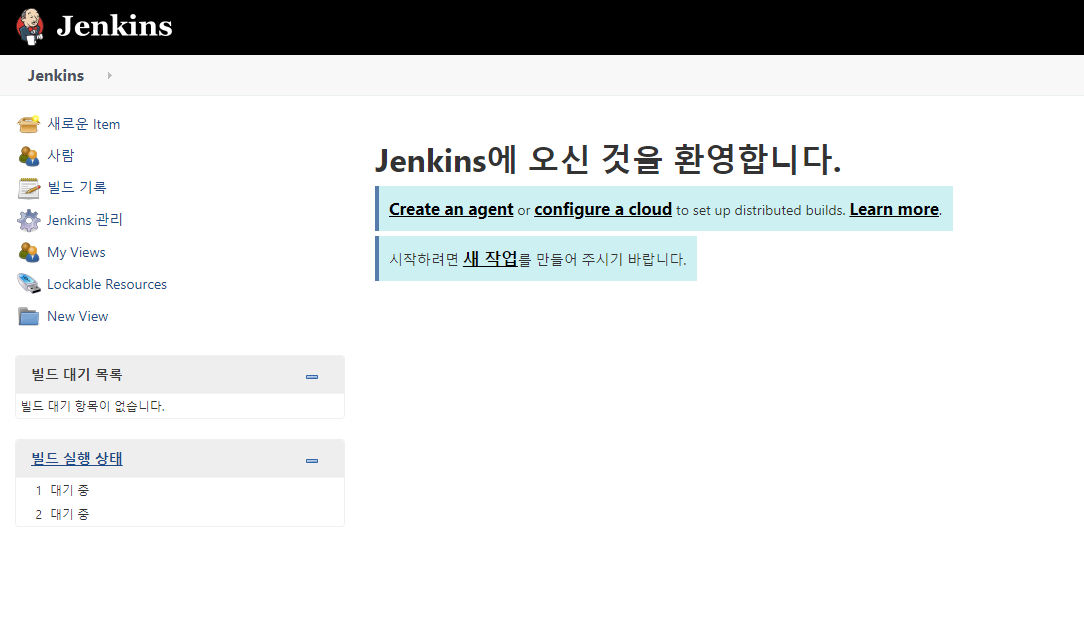 Jenkins
Jenkins
새로운 Item
사람
빌드 기록
Jenkins 관리
My Views
Lockable Resources
New View
빌드 대기 목록
빌드 대기 항목이 없습니다.
빌드 실행 상태
1 대기 중
2 대기 중
Jenkins에 오신 것을 환영합니다.
Create an agent or configure a cloud to set up distributed builds. Learn more.
시작하려면 새 작업를 만들어 주시기 바랍니다.